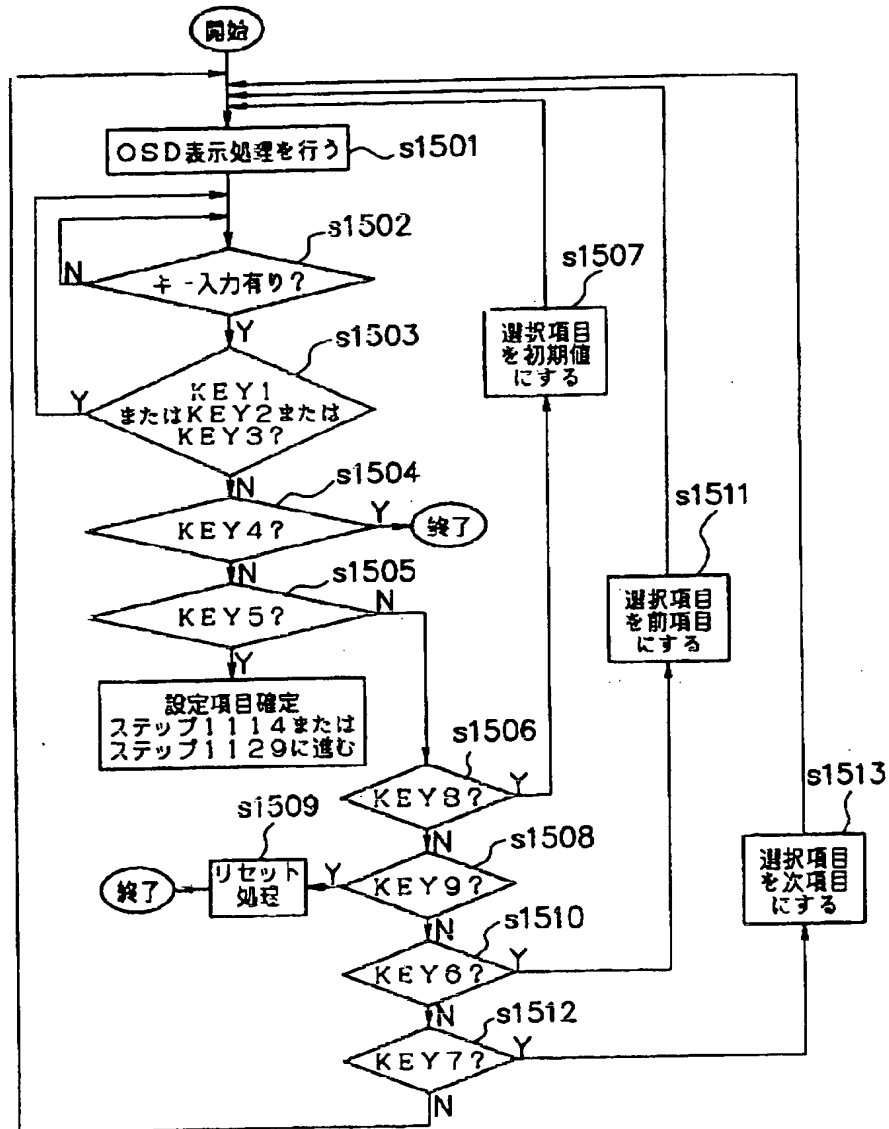 開始
OSD表示処理を行う
s1501
s1502
N
キー入力有り?
Y
s1503
Y
KEY1
またはKEY2または
KEY3?
N
s1504
KEY4?
Y
終了
N
s1505
KEY5?
N
Y
設定項目確定
ステップ1114または
ステップ1129に進む
s1506
KEY8?
Y
s1507
選択項目
を初期値
にする
N
s1508
KEY9?
Y
s1509
リセット
処理
終了
N
s1510
KEY6?
Y
s1511
選択項目
を前項目
にする
N
s1512
KEY7?
Y
s1513
選択項目
を次項目
にする
N